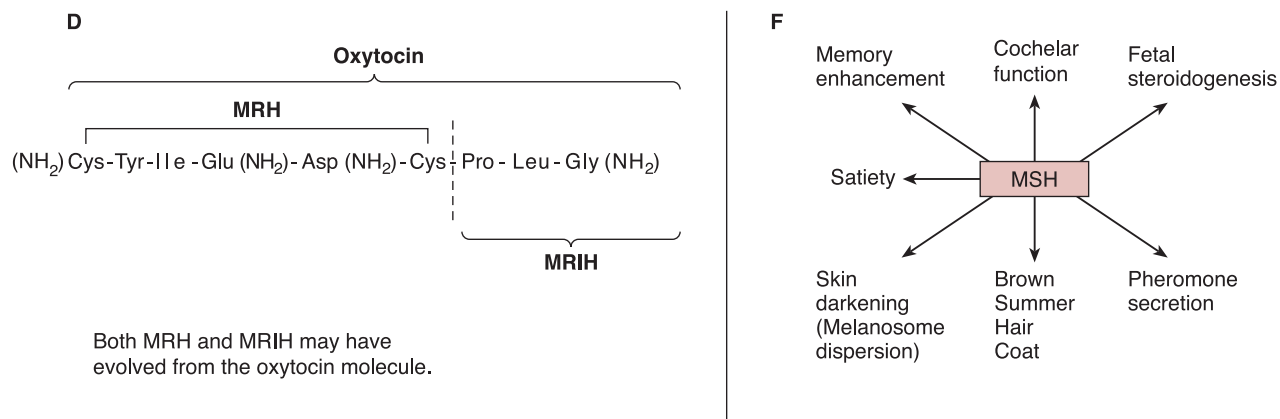 D
Oxytocin
MRH
(NH₂) Cys-Tyr-Ile-Glu (NH₂)-Asp (NH₂)-Cys-Pro-Leu-Gly (NH₂)
MRIH
Both MRH and MRIH may have
evolved from the oxytocin molecule.
F
Memory
enhancement
Cochelar
function
Fetal
steroidogenesis
Satiety
MSH
Skin
darkening
(Melanosome
dispersion)
Brown
Summer
Hair
Coat
Pheromone
secretion